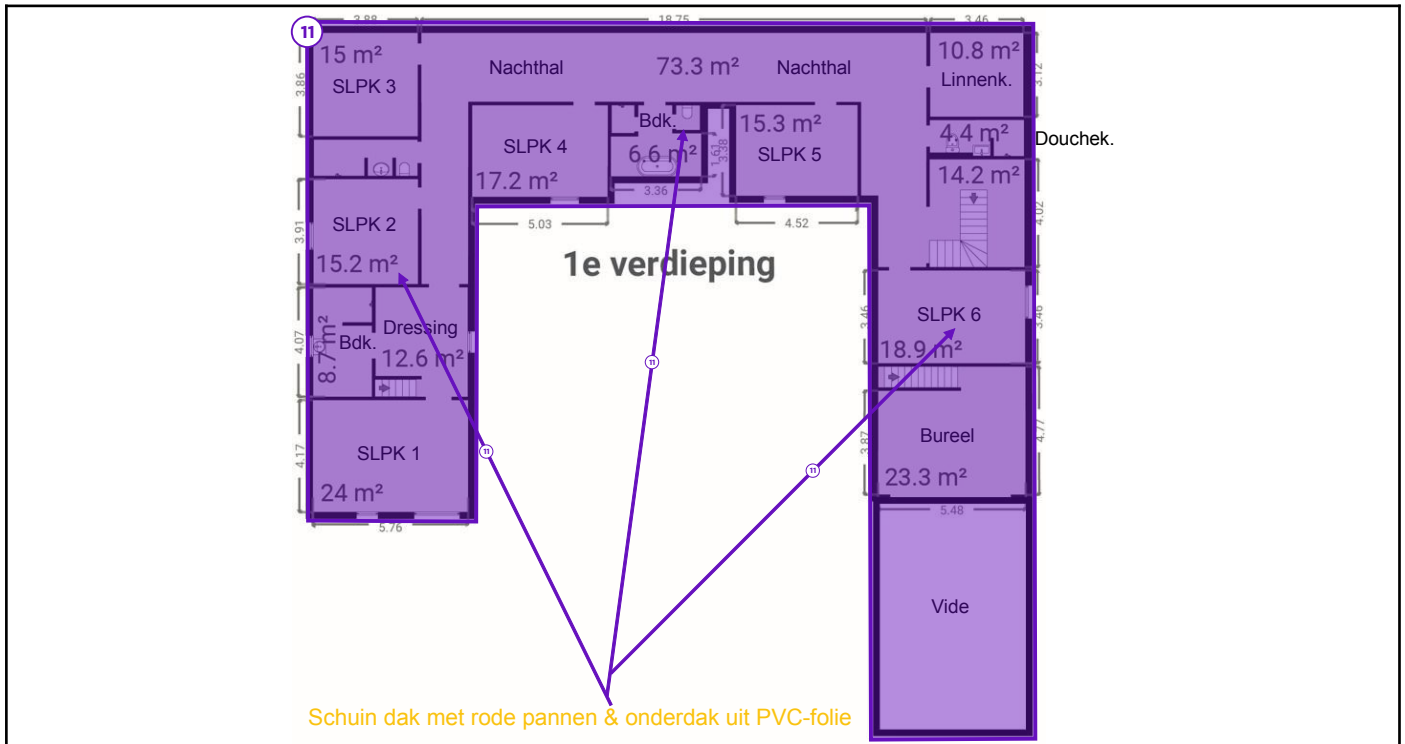 3.88
18.75
3.46
11
15 m²
SLPK 3
3.86
Nachthal
73.3 m²
Nachthal
10.8 m²
Linnenk.
3.12
Bdk.
6.6 m²
SLPK 4
17.2 m²
1.61
3.38
15.3 m²
SLPK 5
4.4 m²
Douchek.
14.2 m²
4.02
3.36
5.03
4.52
3.91
SLPK 2
15.2 m²
1e verdieping
SLPK 6
18.9 m²
3.46
3.46
4.07
8.7 m²
Bdk.
Dressing
12.6 m²
11
4.17
SLPK 1
24 m²
5.76
11
11
3.87
Bureel
23.3 m²
4.77
5.48
Vide
Schuin dak met rode pannen & onderdak uit PVC-folie